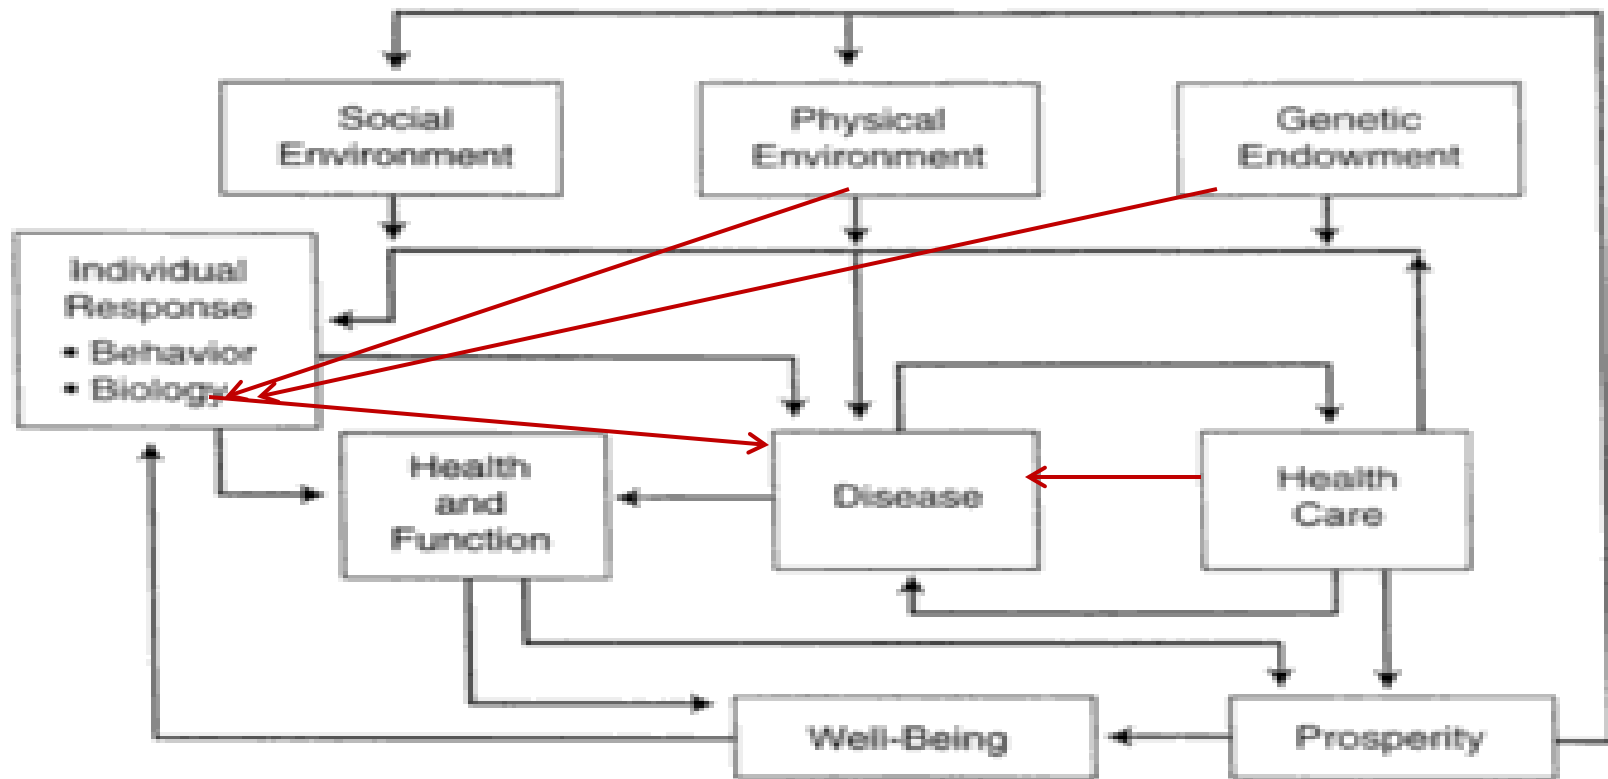 Social
Environment
Physical
Environment
Genetic
Endowment
Individual
Response
• Behavior
• Biology
Health
and
Function
Disease
Health
Care
Well-Being
Prosperity